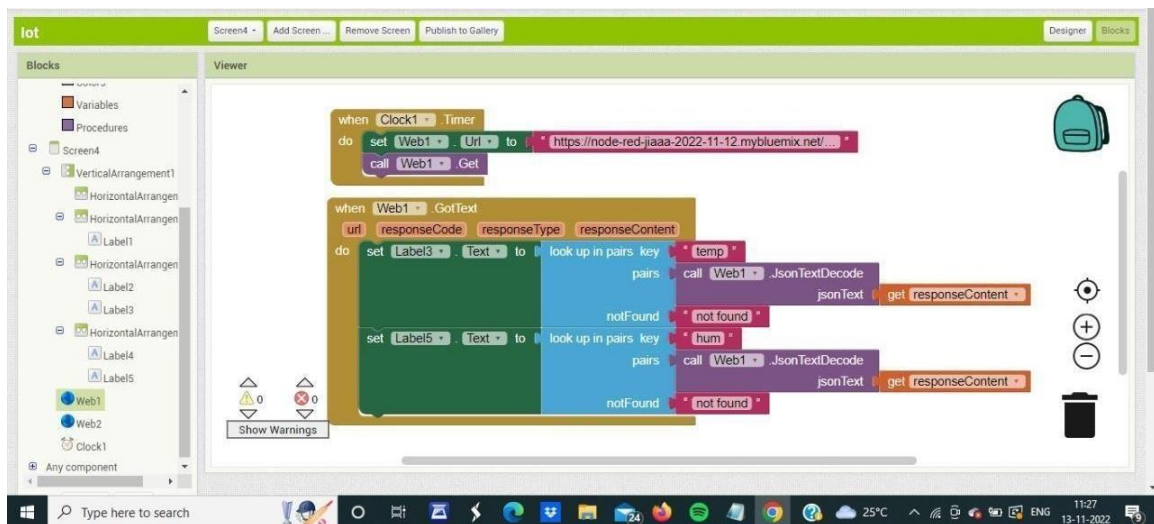 Iot
Screen4
Add Screen ...
Remove Screen
Publish to Gallery
Designer
Blocks
Blocks
Viewer
Variables
Procedures
Screen4
VerticalArrangement1
HorizontalArrangen
HorizontalArrangen
Label1
HorizontalArrangen
Label2
Label3
HorizontalArrangen
Label4
Label5
Web1
Web2
Clock1
Any component
when Clock1 .Timer
do set Web1 . Url to " https://node-red-jiaaa-2022-11-12.mybluemix.net/... "
call Web1 .Get
when Web1 .GotText
url responseCode responseType responseContent
do set Label3 . Text to look up in pairs key " temp "
pairs call Web1 .JsonTextDecode
jsonText get responseContent
notFound " not found "
set Label5 . Text to look up in pairs key " hum "
pairs call Web1 .JsonTextDecode
jsonText get responseContent
notFound " not found "
0 0
Show Warnings
Type here to search
24
25°C
ENG
11:27
13-11-2022